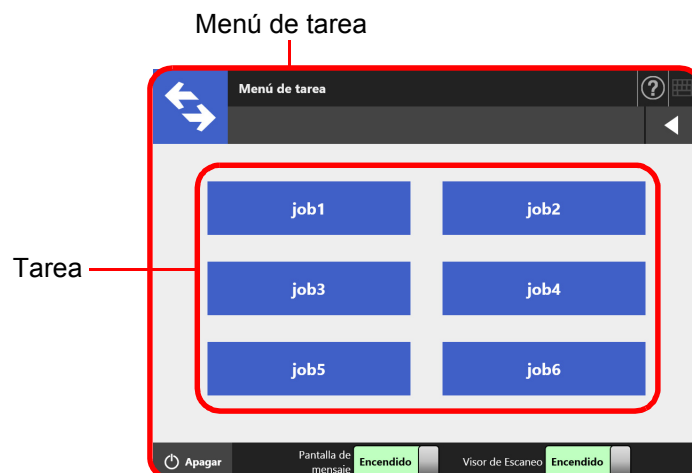 Menú de tarea
Menú de tarea
?
job1 job2
Tarea
job3 job4
job5 job6
Apagar
Pantalla de
mensaje
Encendido
Visor de Escaneo
Encendido